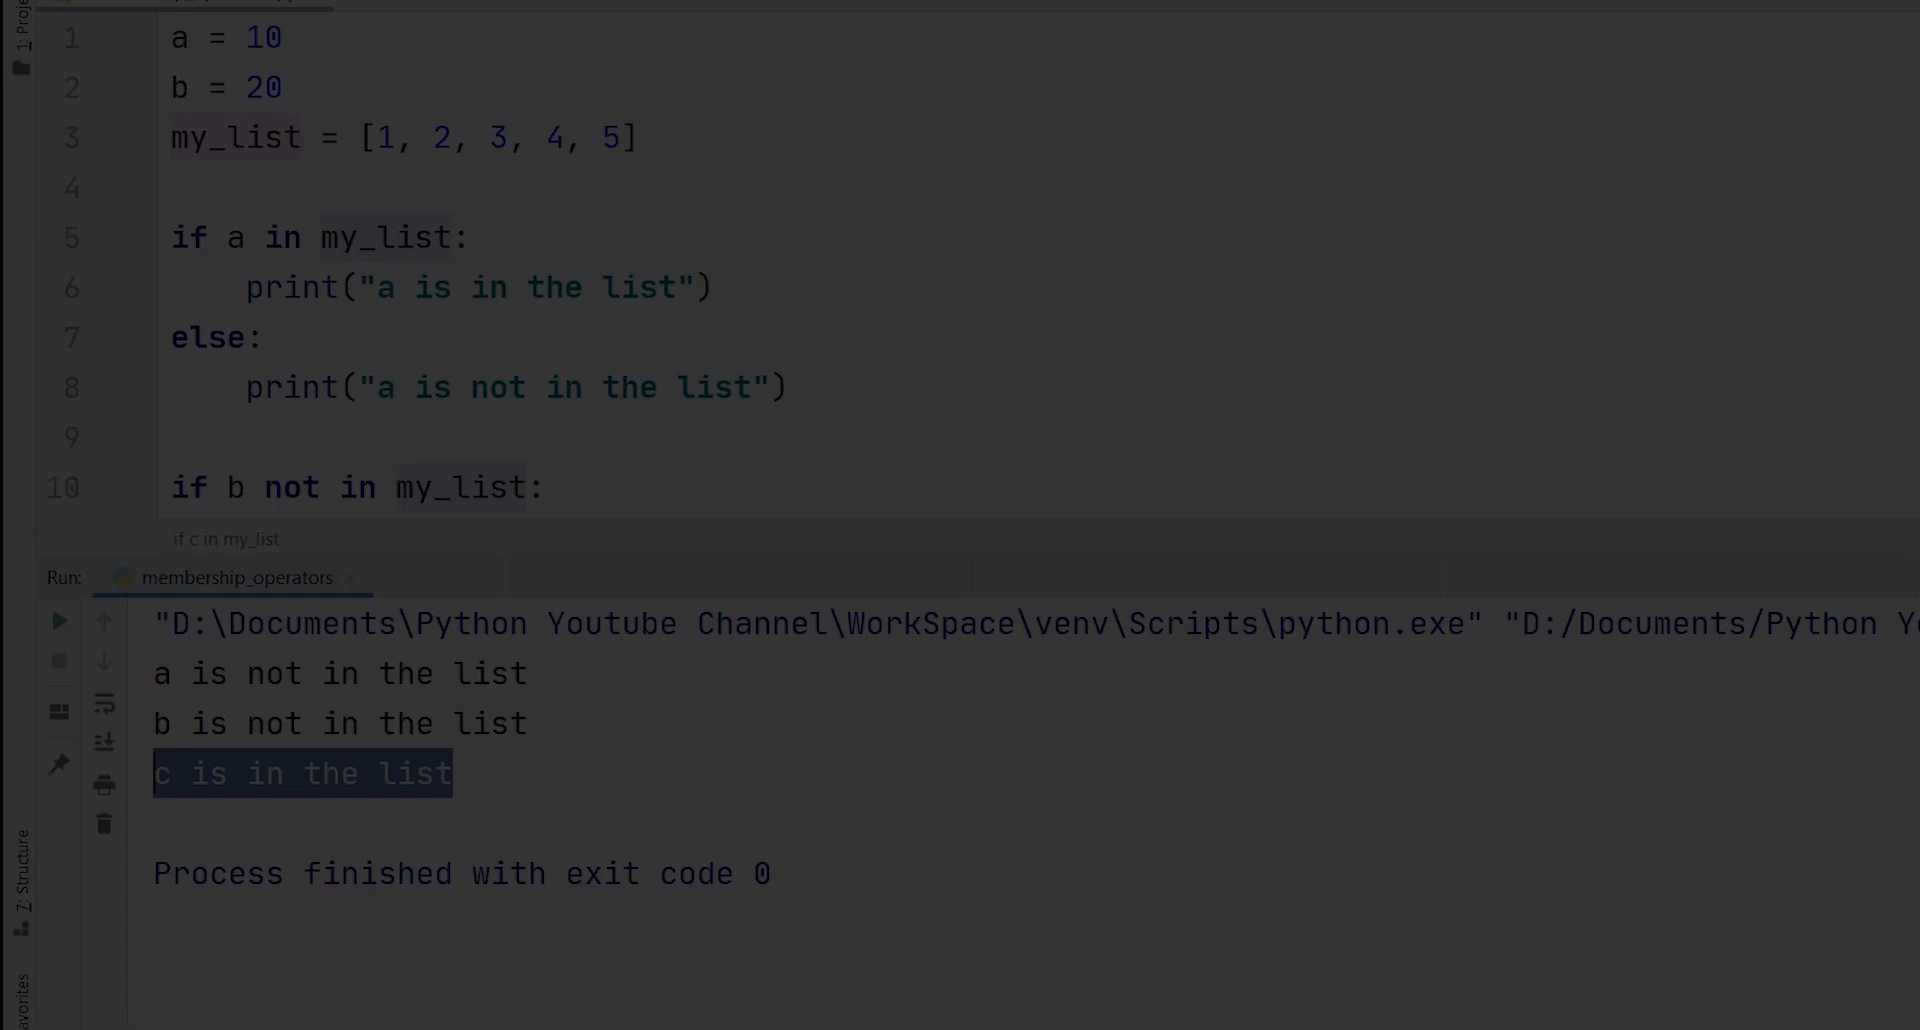 1: Proje
1 a = 10
2 b = 20
3 my_list = [1, 2, 3, 4, 5]
4
5 if a in my_list:
6     print("a is in the list")
7 else:
8     print("a is not in the list")
9
10 if b not in my_list:
if c in my_list
Run: membership_operators
"D:\Documents\Python Youtube Channel\WorkSpace\venv\Scripts\python.exe" "D:/Documents/Python Yo
a is not in the list
b is not in the list
c is in the list
Process finished with exit code 0
7: Structure
avorites